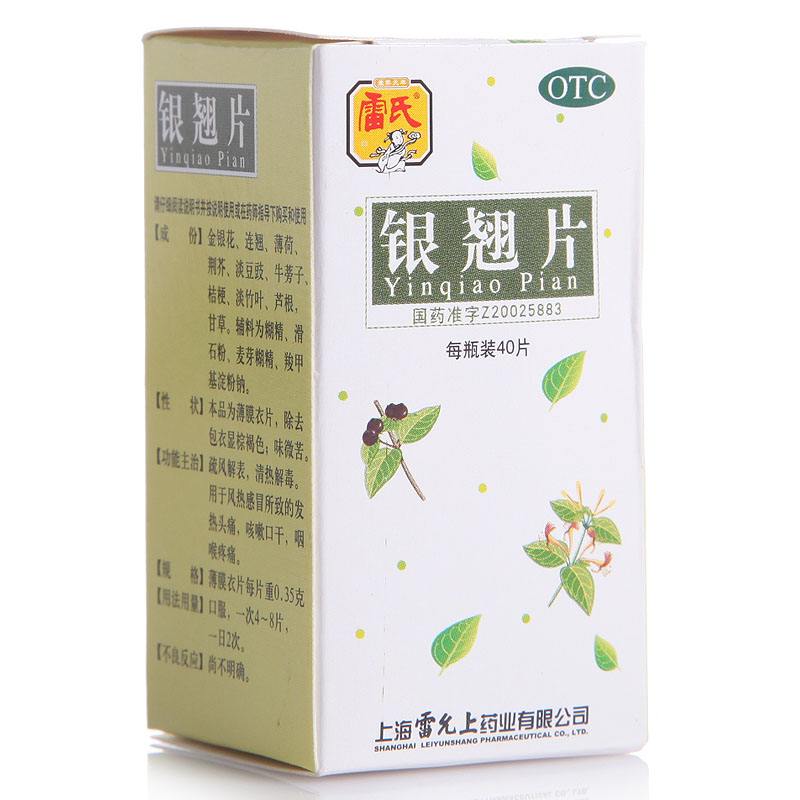 银翘片
Yinqiao Pian
请仔细阅读说明书并按说明使用或在药师指导下购买和使用
【成 份】金银花、连翘、薄荷、
荆芥、淡豆豉、牛蒡子、
桔梗、淡竹叶、芦根,
甘草。辅料为糊精、滑
石粉、麦芽糊精、羧甲
基淀粉钠。
【性 状】本品为薄膜衣片,除去
包衣显棕褐色;味微苦。
【功能主治】疏风解表,清热解毒。
用于风热感冒所致的发
热头痛,咳嗽口干,咽
喉疼痛。
【规 格】薄膜衣片每片重0.35克
【用法用量】口服,一次4~8片,
一日2次。
【不良反应】尚不明确。
雷氏®
OTC
银翘片
Yinqiao Pian
国药准字Z20025883
每瓶装40片
上海雷允上药业有限公司
SHANGHAI LEIYUNSHANG PHARMACEUTICAL CO., LTD.